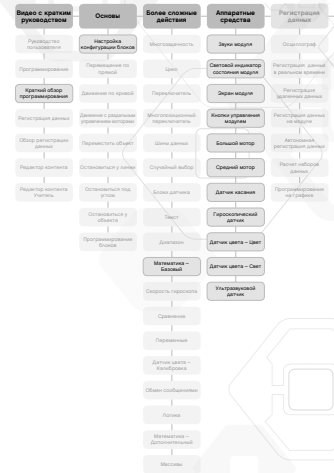 Видео с кратким
руководством
Руководство
пользователя
Программирование
Краткий обзор
программирования
Регистрация данных
Обзор регистрации
данных
Редактор контента
Редактор контента
Учитель
Основы
Настройка
конфигурации блоков
Перемещение по
прямой
Движение по кривой
Движение с раздельным
управлением моторами
Переместить объект
Остановиться у линии
Остановиться под
углом
Остановиться у
объекта
Программирование
блоков
Более сложные
действия
Многозадачность
Цикл
Переключатель
Многопозиционный
переключатель
Шины данных
Случайный выбор
Блоки датчика
Текст
Диапазон
Математика –
Базовый
Скорость гироскопа
Сравнение
Переменные
Датчик цвета –
Калибровка
Обмен сообщениями
Логика
Математика –
Дополнительный
Массивы
Аппаратные
средства
Звуки модуля
Световой индикатор
состояния модуля
Экран модуля
Кнопки управления
модулем
Большой мотор
Средний мотор
Датчик касания
Гироскопический
датчик
Датчик цвета – Цвет
Датчик цвета – Свет
Ультразвуковой
датчик
Регистрация
данных
Осциллограф
Регистрация данных
в реальном времени
Регистрация
удаленных данных
Регистрация данных
на модуле
Автономная
регистрация данных
Расчет наборов
данных
Программирование
на графике